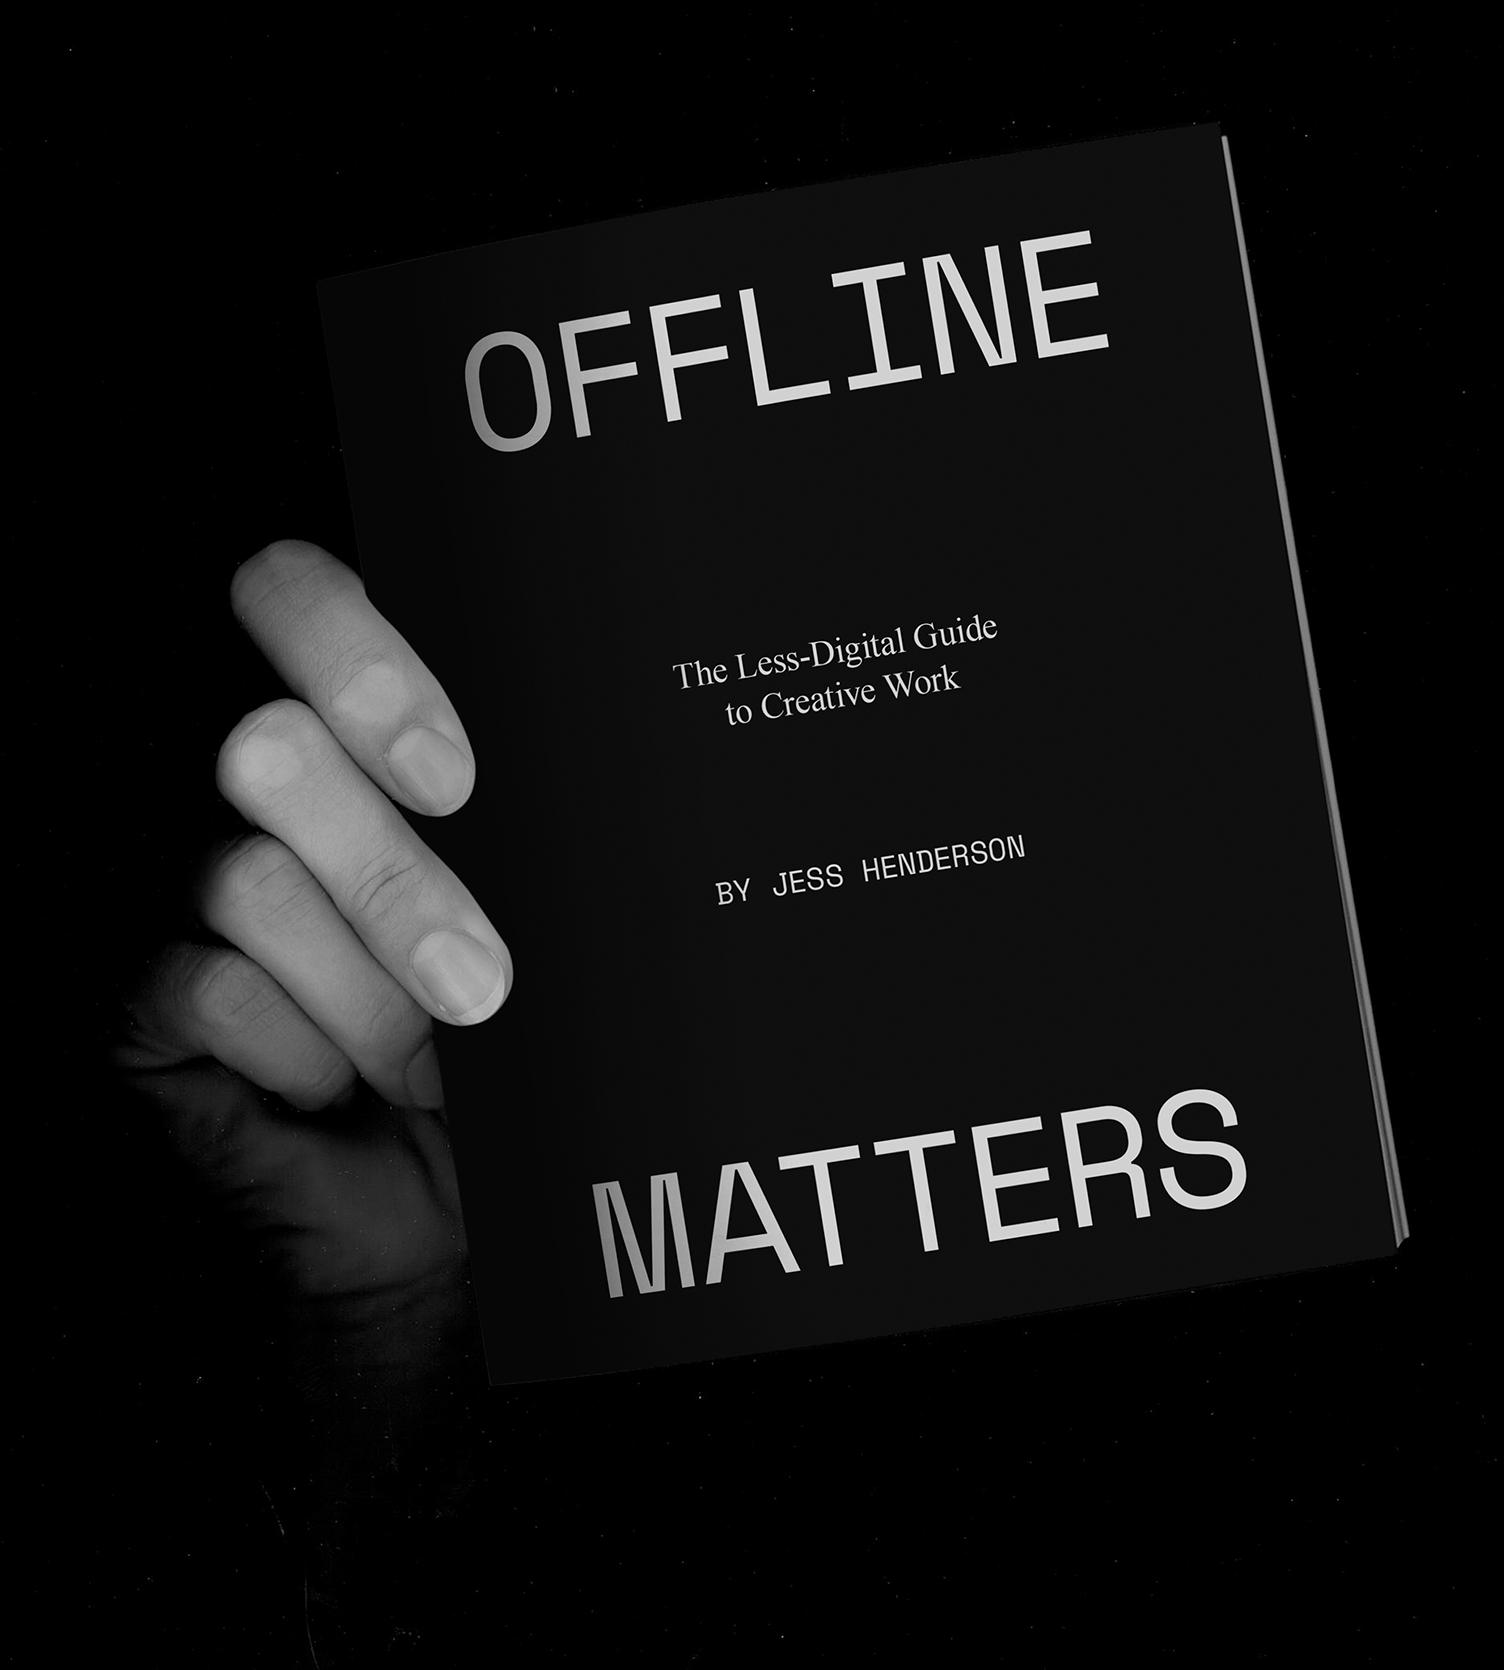 OFFLINE
The Less-Digital Guide
to Creative Work
BY JESS HENDERSON
MATTERS